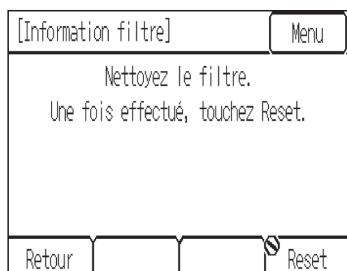 [Information filtre]
Menu
Nettoyez le filtre.
Une fois effectué, touchez Reset.
Retour
Reset